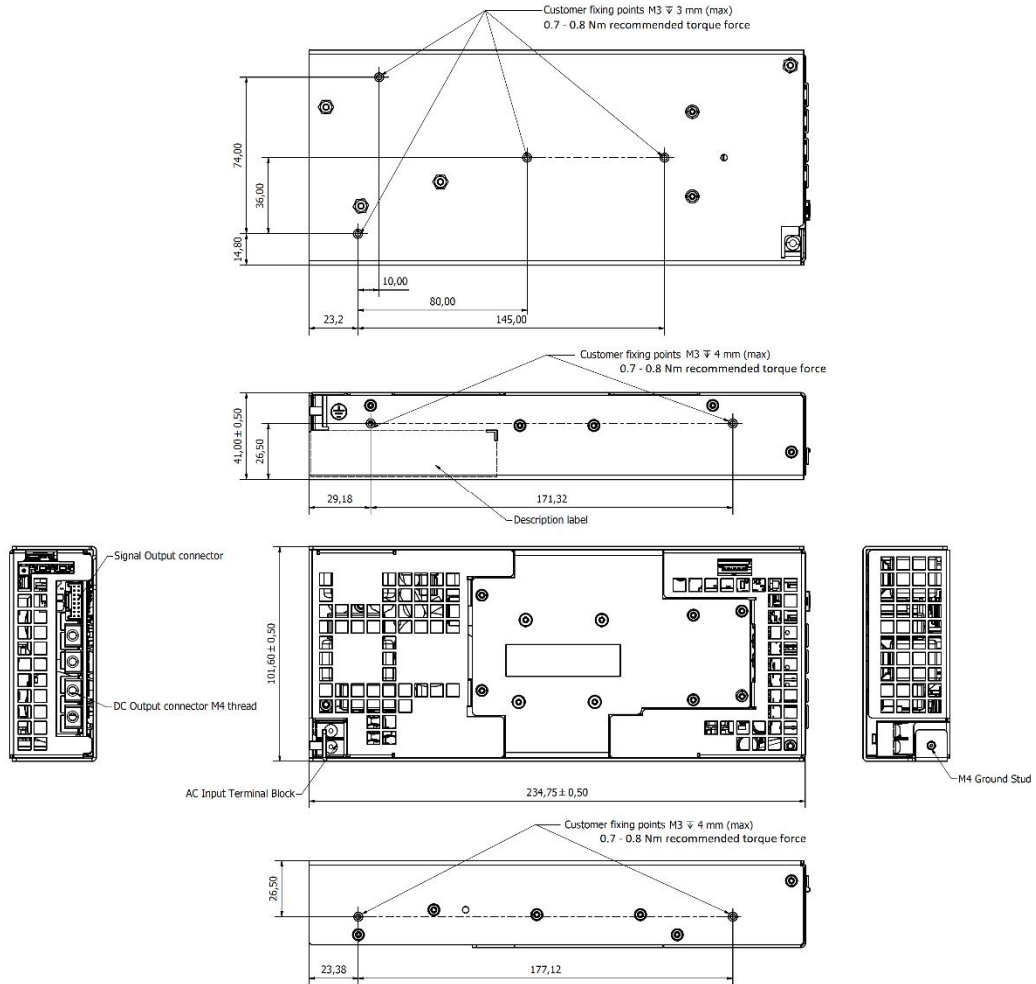 Customer fixing points M3 ↧ 3 mm (max)
0.7 - 0.8 Nm recommended torque force
74,00
36,00
14,80
10,00
80,00
23,2
145,00
Customer fixing points M3 ↧ 4 mm (max)
0.7 - 0.8 Nm recommended torque force
41,00 ± 0,50
26,50
29,18
171,32
Description label
Signal Output connector
101,60 ± 0,50
DC Output connector M4 thread
AC Input Terminal Block
234,75 ± 0,50
M4 Ground Stud
Customer fixing points M3 ↧ 4 mm (max)
0.7 - 0.8 Nm recommended torque force
26,50
23,38
177,12